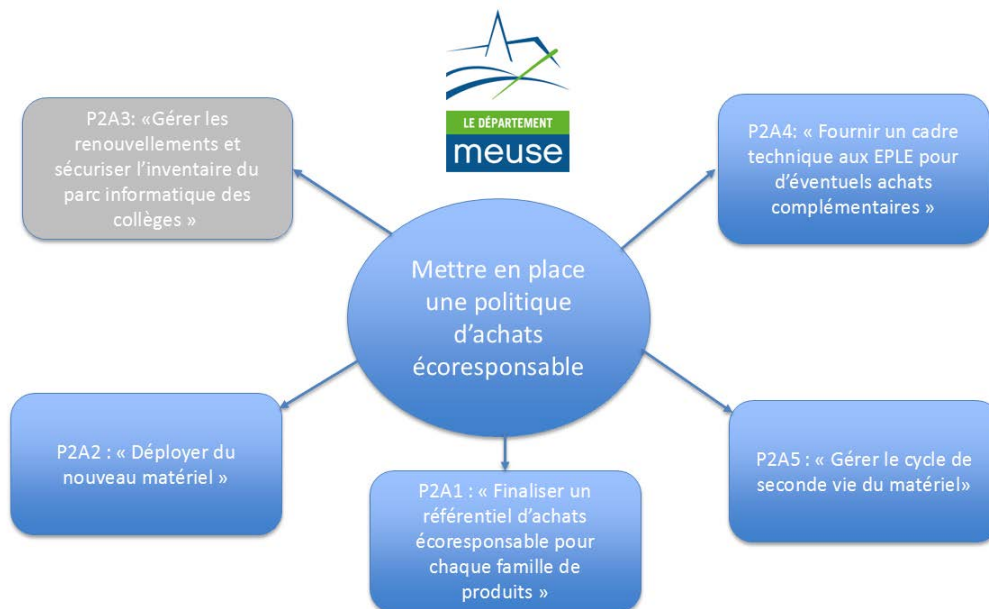 LE DÉPARTEMENT
meuse
P2A3: «Gérer les
renouvellements et
sécuriser l’inventaire du
parc informatique des
collèges »
P2A4: « Fournir un cadre
technique aux EPLE pour
d’éventuels achats
complémentaires »
Mettre en place
une politique
d’achats
écoresponsable
P2A2 : « Déployer du
nouveau matériel »
P2A1 : « Finaliser un
référentiel d’achats
écoresponsable pour
chaque famille de
produits »
P2A5 : « Gérer le cycle de
seconde vie du matériel»